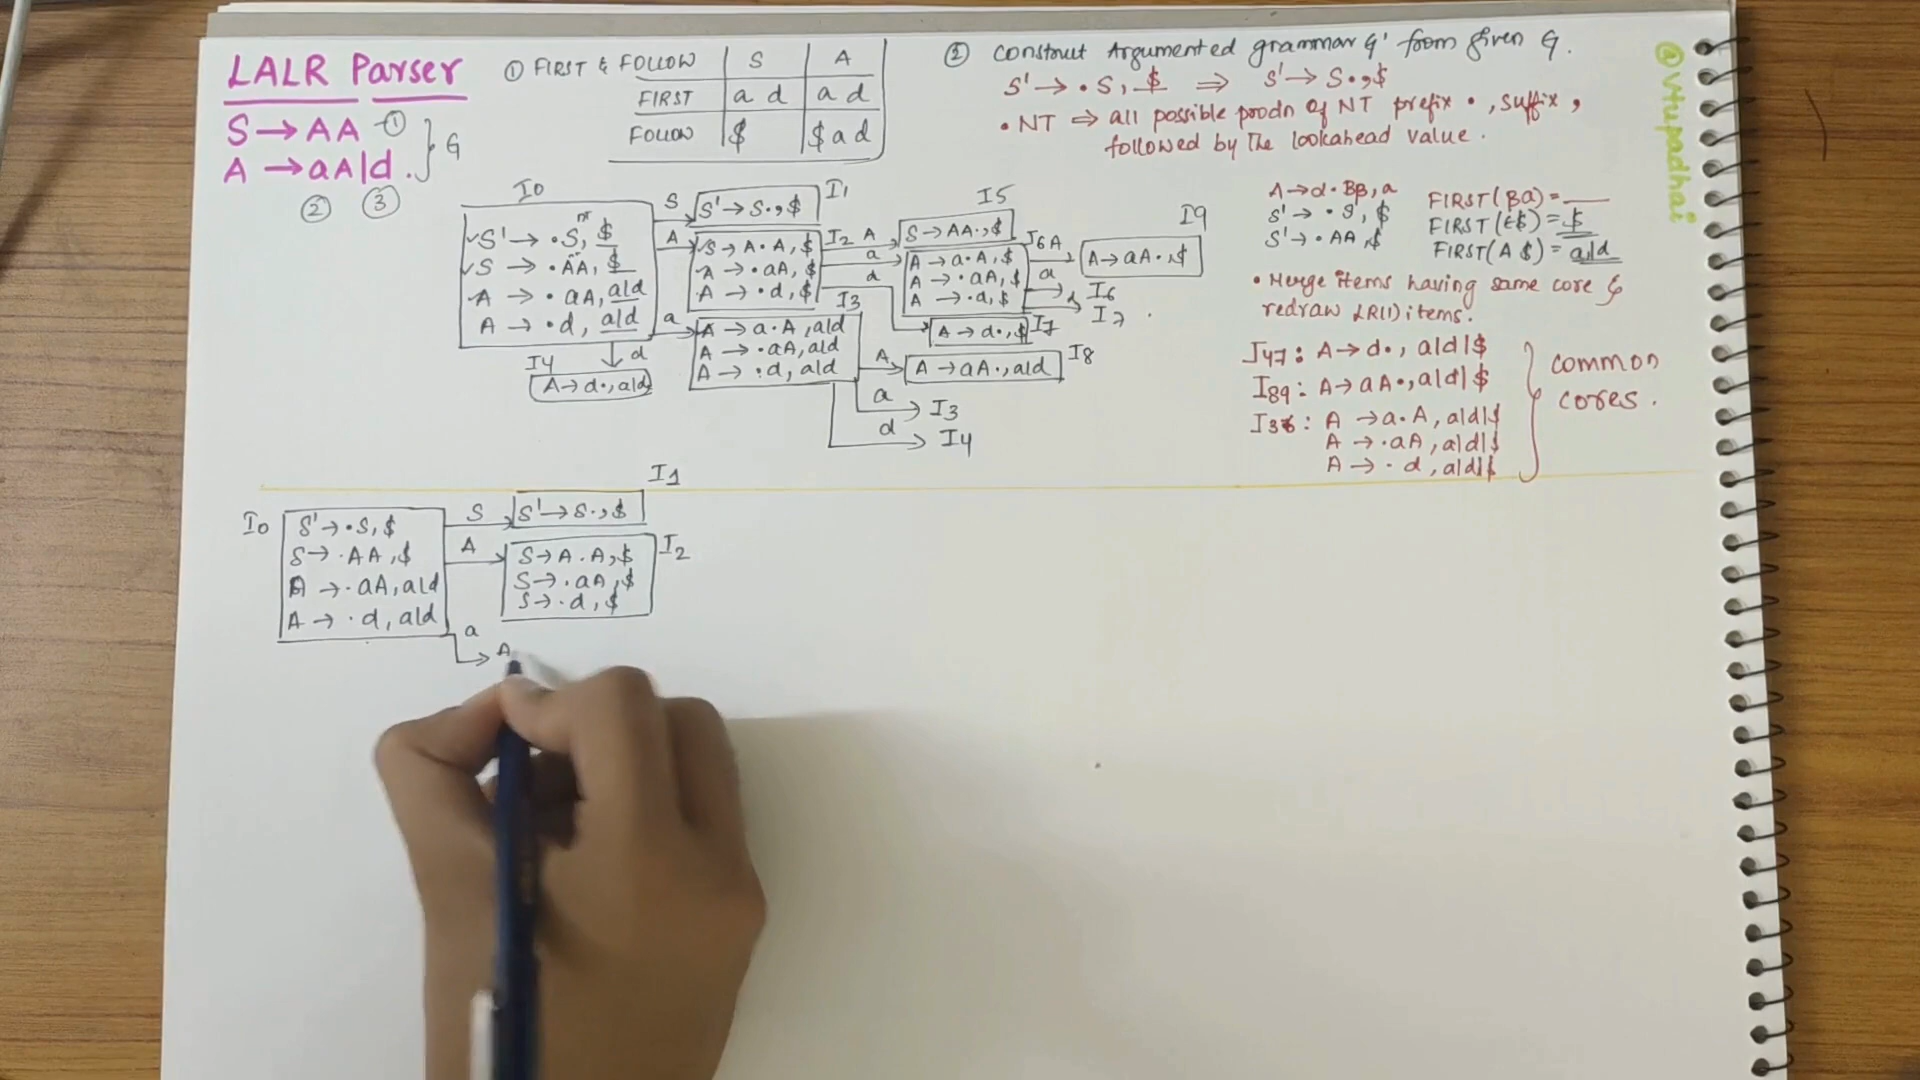 LALR Parser
S → AA - ①
A → aA|d .
② ③
} G
① FIRST & FOLLOW | S | A
FIRST | a d | a d
FOLLOW | $ | $ a d
② Construct Argumented grammar G' from given G.
S' → •S, $ ⇒ S' → S•, $
• NT ⇒ all possible prodn of NT prefix • , suffix ,
followed by The lookahead value .
@Vtupadhai
I0
S' → •S, $
S → •AA, $
A → •aA, a|d
A → •d, a|d
S
S' → S•, $
I1
A
S → A•A, $
A → •aA, $
A → •d, $
I2
a
I3
A → a•A, a|d
A → •aA, a|d
A → •d, a|d
d
I4
A → d•, a|d
A
I5
S → AA•, $
a
I6
A → a•A, $
A → •aA, $
A → •d, $
d
A → d•, $
I7
A
A → aA•, a|d
I8
a → I3
d → I4
A
I9
A → aA•, $
a → I6
d → I7 .
A → d•Bβ, a
S' → •S, $
S' → •AA, $
FIRST(βa) = ___
FIRST(ε$) = $
FIRST(A $) = a|d
• Merge items having same core &
redraw LR(1) items.
I47 : A → d•, a|d|$
I89 : A → aA•, a|d|$
I36 : A → a•A, a|d|$
A → •aA, a|d|$
A → •d, a|d|$
common
cores .
I0
S' → •S, $
S → •AA, $
A → •aA, a|d
A → •d, a|d
S
S' → S•, $
I1
A
S → A•A, $
S → •aA, $
S → •d, $
I2
a
A